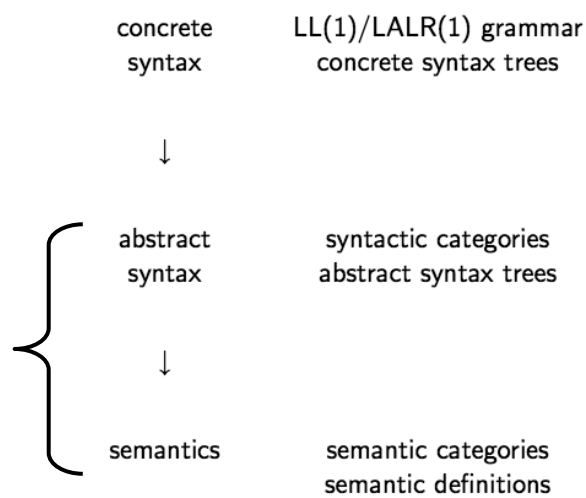 concrete LL(1)/LALR(1) grammar
syntax concrete syntax trees
↓
abstract syntactic categories
syntax abstract syntax trees
↓
semantics semantic categories
semantic definitions